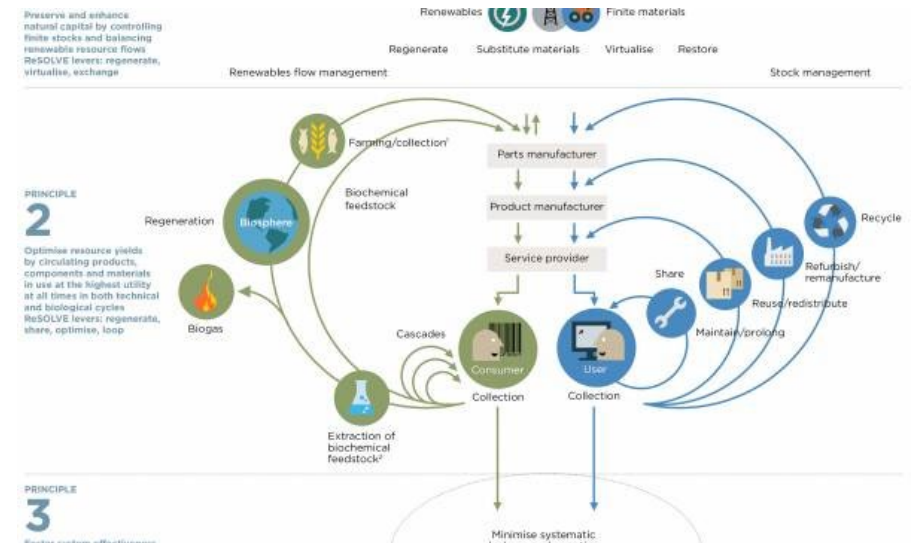 Preserve and enhance
natural capital by controlling
finite stocks and balancing
renewable resource flows
ReSOLVE levers: regenerate,
virtualise, exchange
Renewables
Finite materials
Regenerate
Substitute materials
Virtualise
Restore
Renewables flow management
Stock management
PRINCIPLE
2
Optimise resource yields
by circulating products,
components and materials
in use at the highest utility
at all times in both technical
and biological cycles
ReSOLVE levers: regenerate,
share, optimise, loop
Farming/collection¹
Biochemical
feedstock
Regeneration
Biosphere
Biogas
Cascades
Extraction of
biochemical
feedstock²
Parts manufacturer
Product manufacturer
Service provider
Consumer
Collection
User
Collection
Share
Maintain/prolong
Reuse/redistribute
Refurbish/
remanufacture
Recycle
PRINCIPLE
3
Minimise systematic